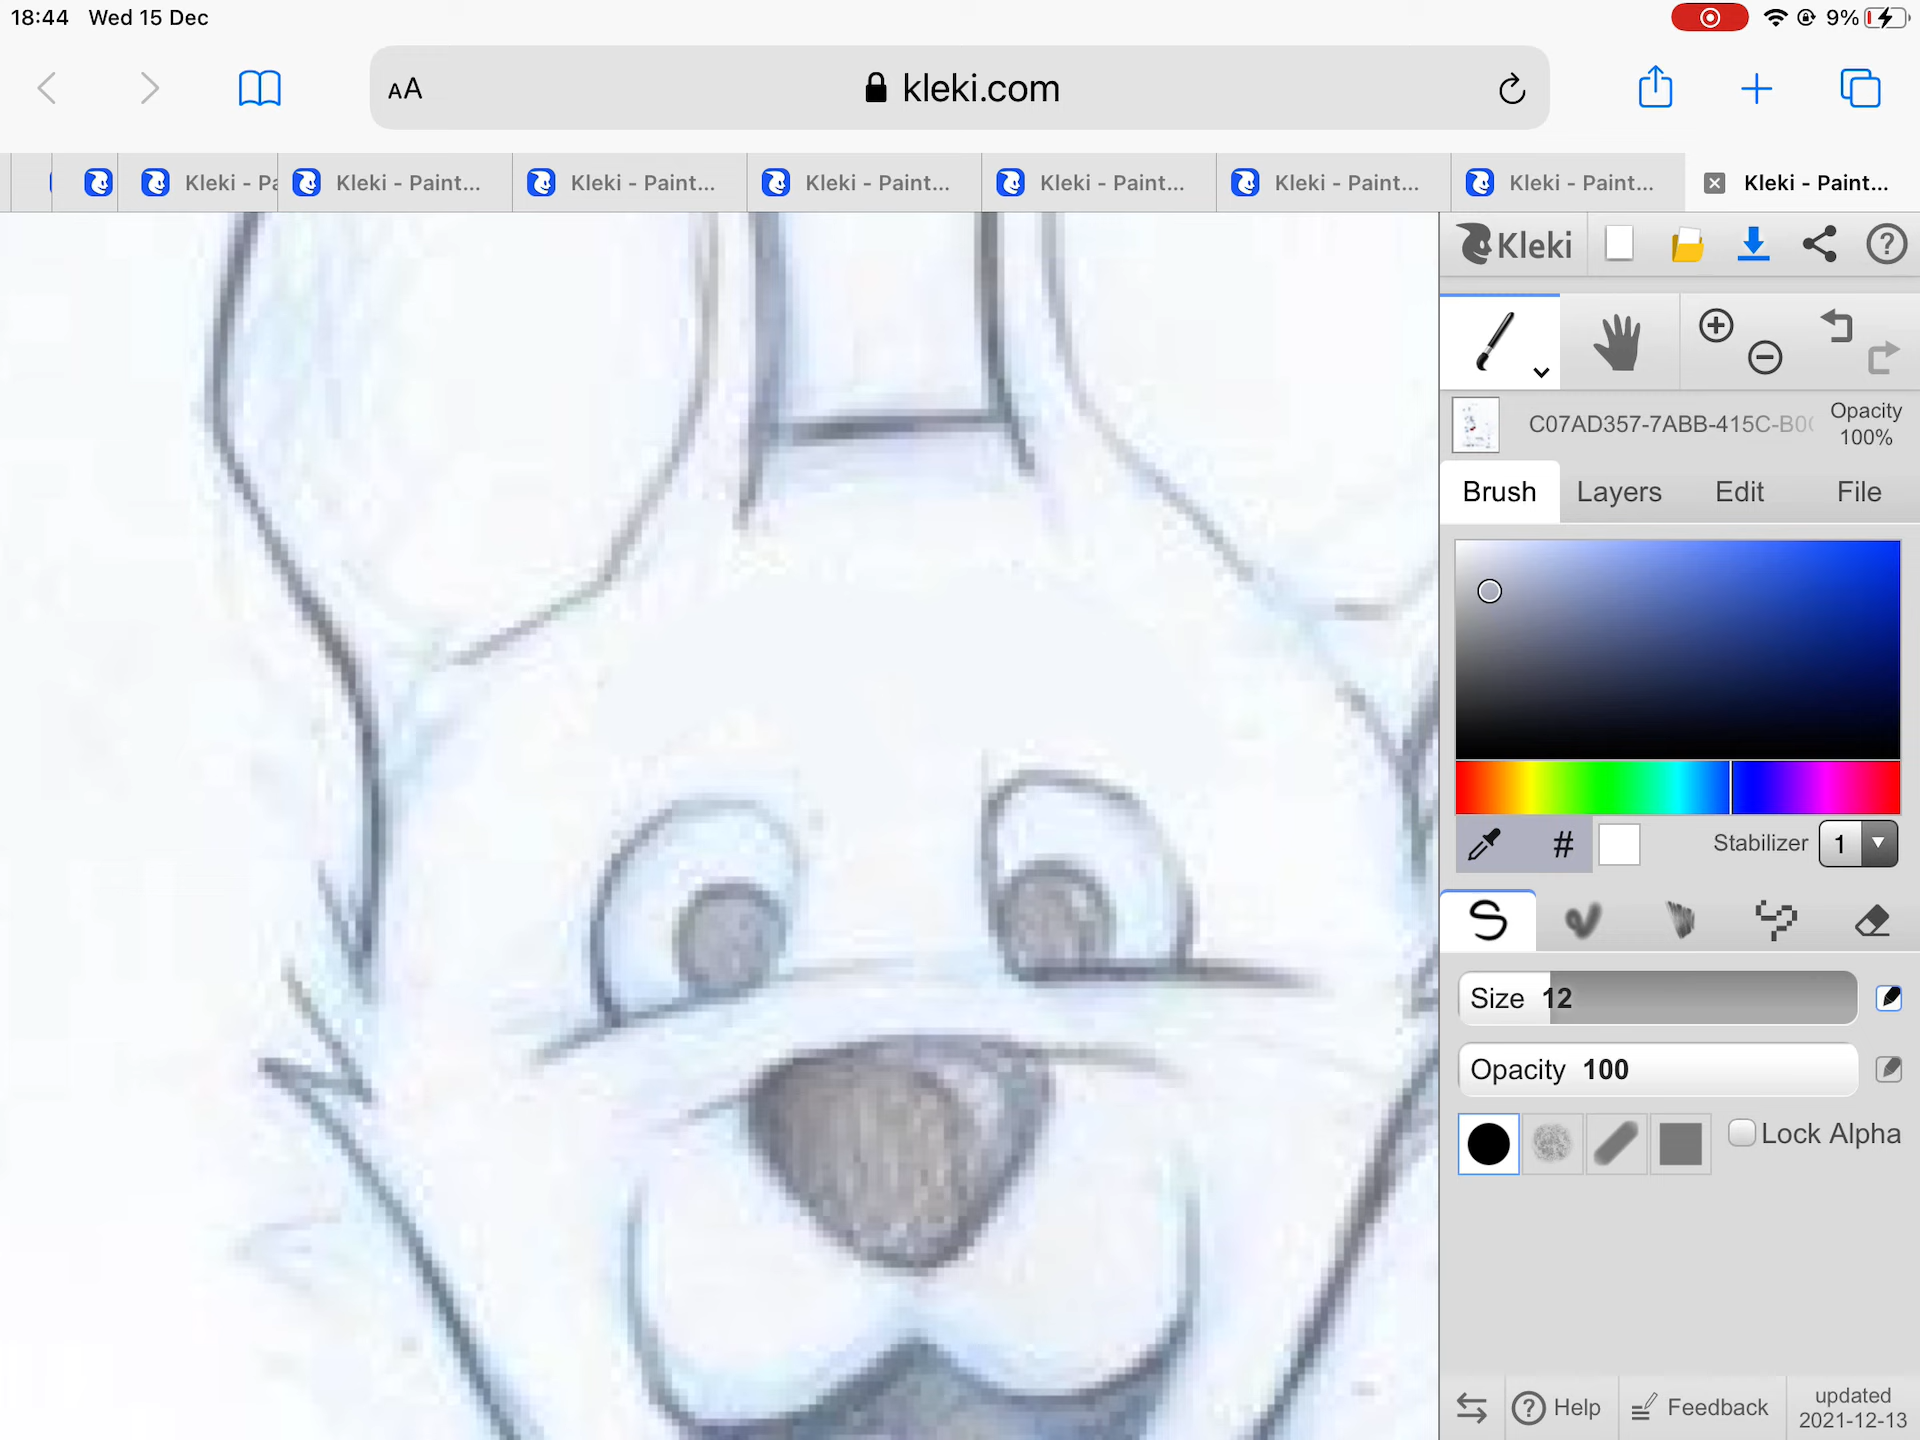 18:44 Wed 15 Dec
9%
AA kleki.com
Kleki - Pa Kleki - Paint... Kleki - Paint... Kleki - Paint... Kleki - Paint... Kleki - Paint... Kleki - Paint... Kleki - Paint...
Kleki
C07AD357-7ABB-415C-B0
Opacity
100%
Brush Layers Edit File
# Stabilizer 1
Size 12
Opacity 100
Lock Alpha
Help Feedback
updated
2021-12-13